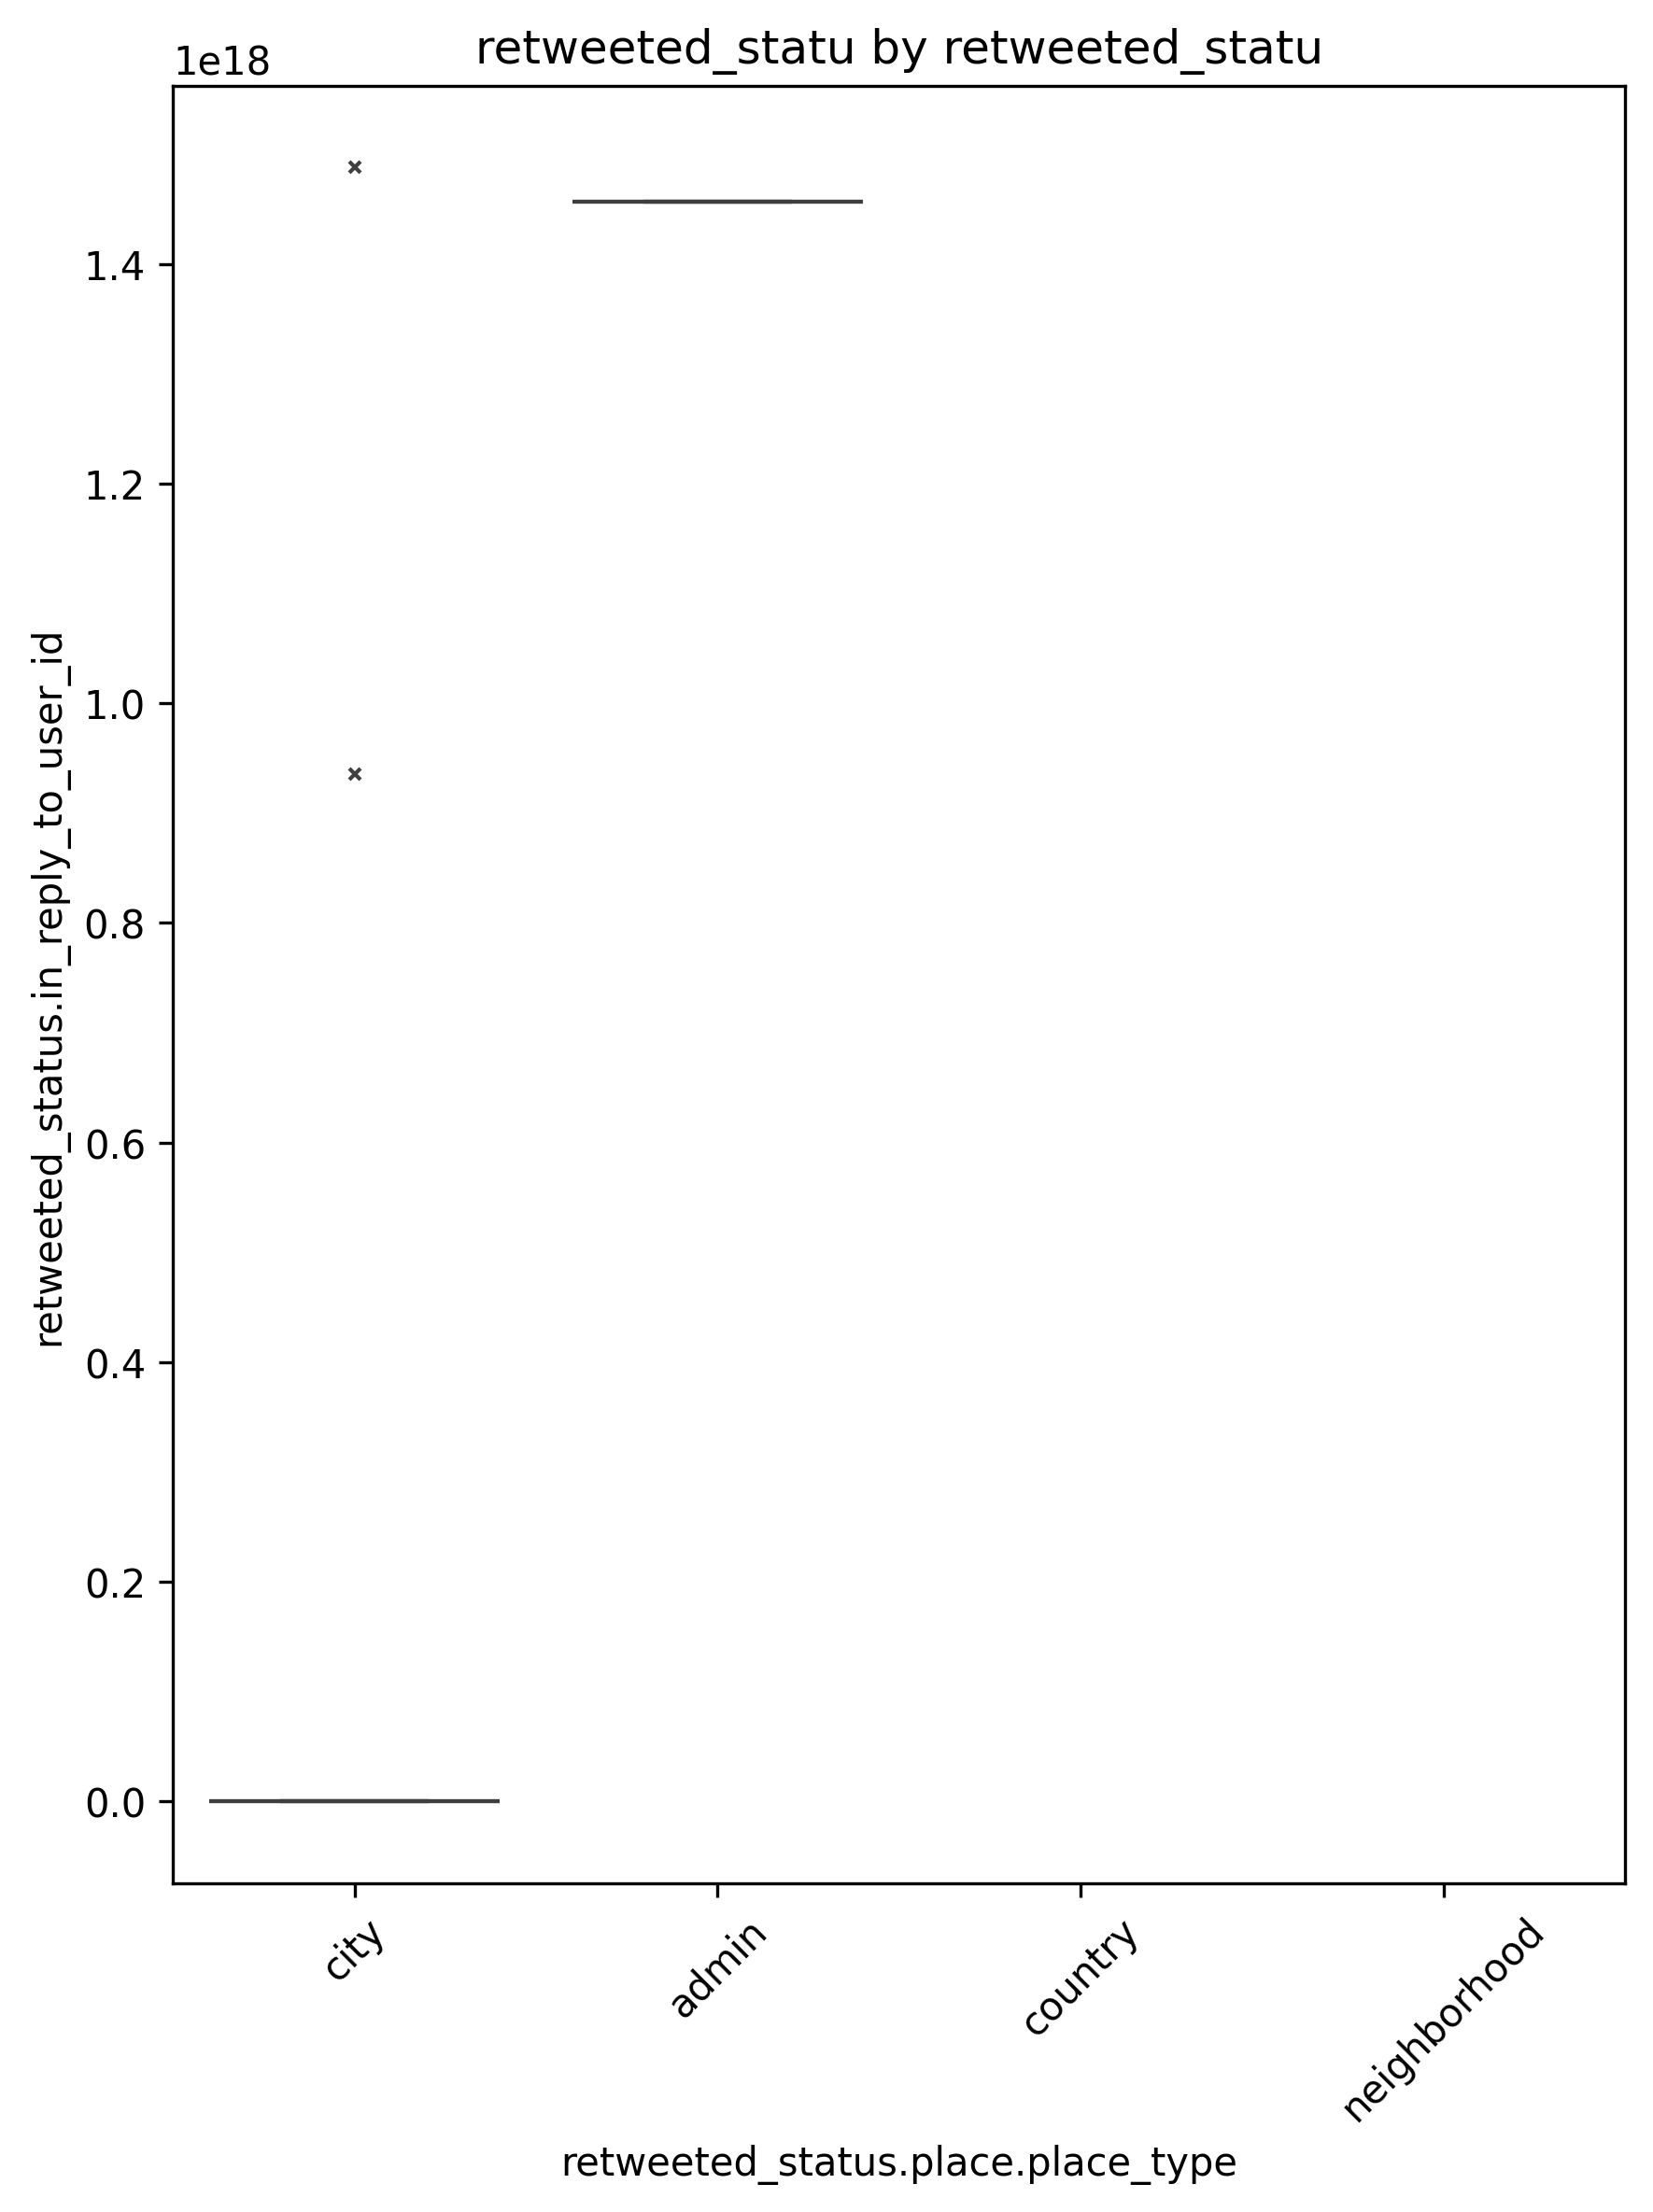 retweeted_statu by retweeted_statu
1e18
1.4
1.2
1.0
0.8
0.6
0.4
0.2
0.0
retweeted_status.in_reply_to_user_id
city
admin
country
neighborhood
retweeted_status.place.place_type